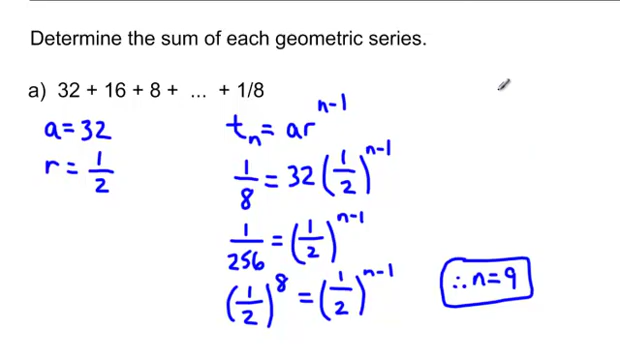 Determine the sum of each geometric series.
a) 32 + 16 + 8 + ... + 1/8
a = 32
r = 1/2
tₙ = arⁿ⁻¹
1/8 = 32(1/2)ⁿ⁻¹
1/256 = (1/2)ⁿ⁻¹
(1/2)⁸ = (1/2)ⁿ⁻¹
∴ n = 9